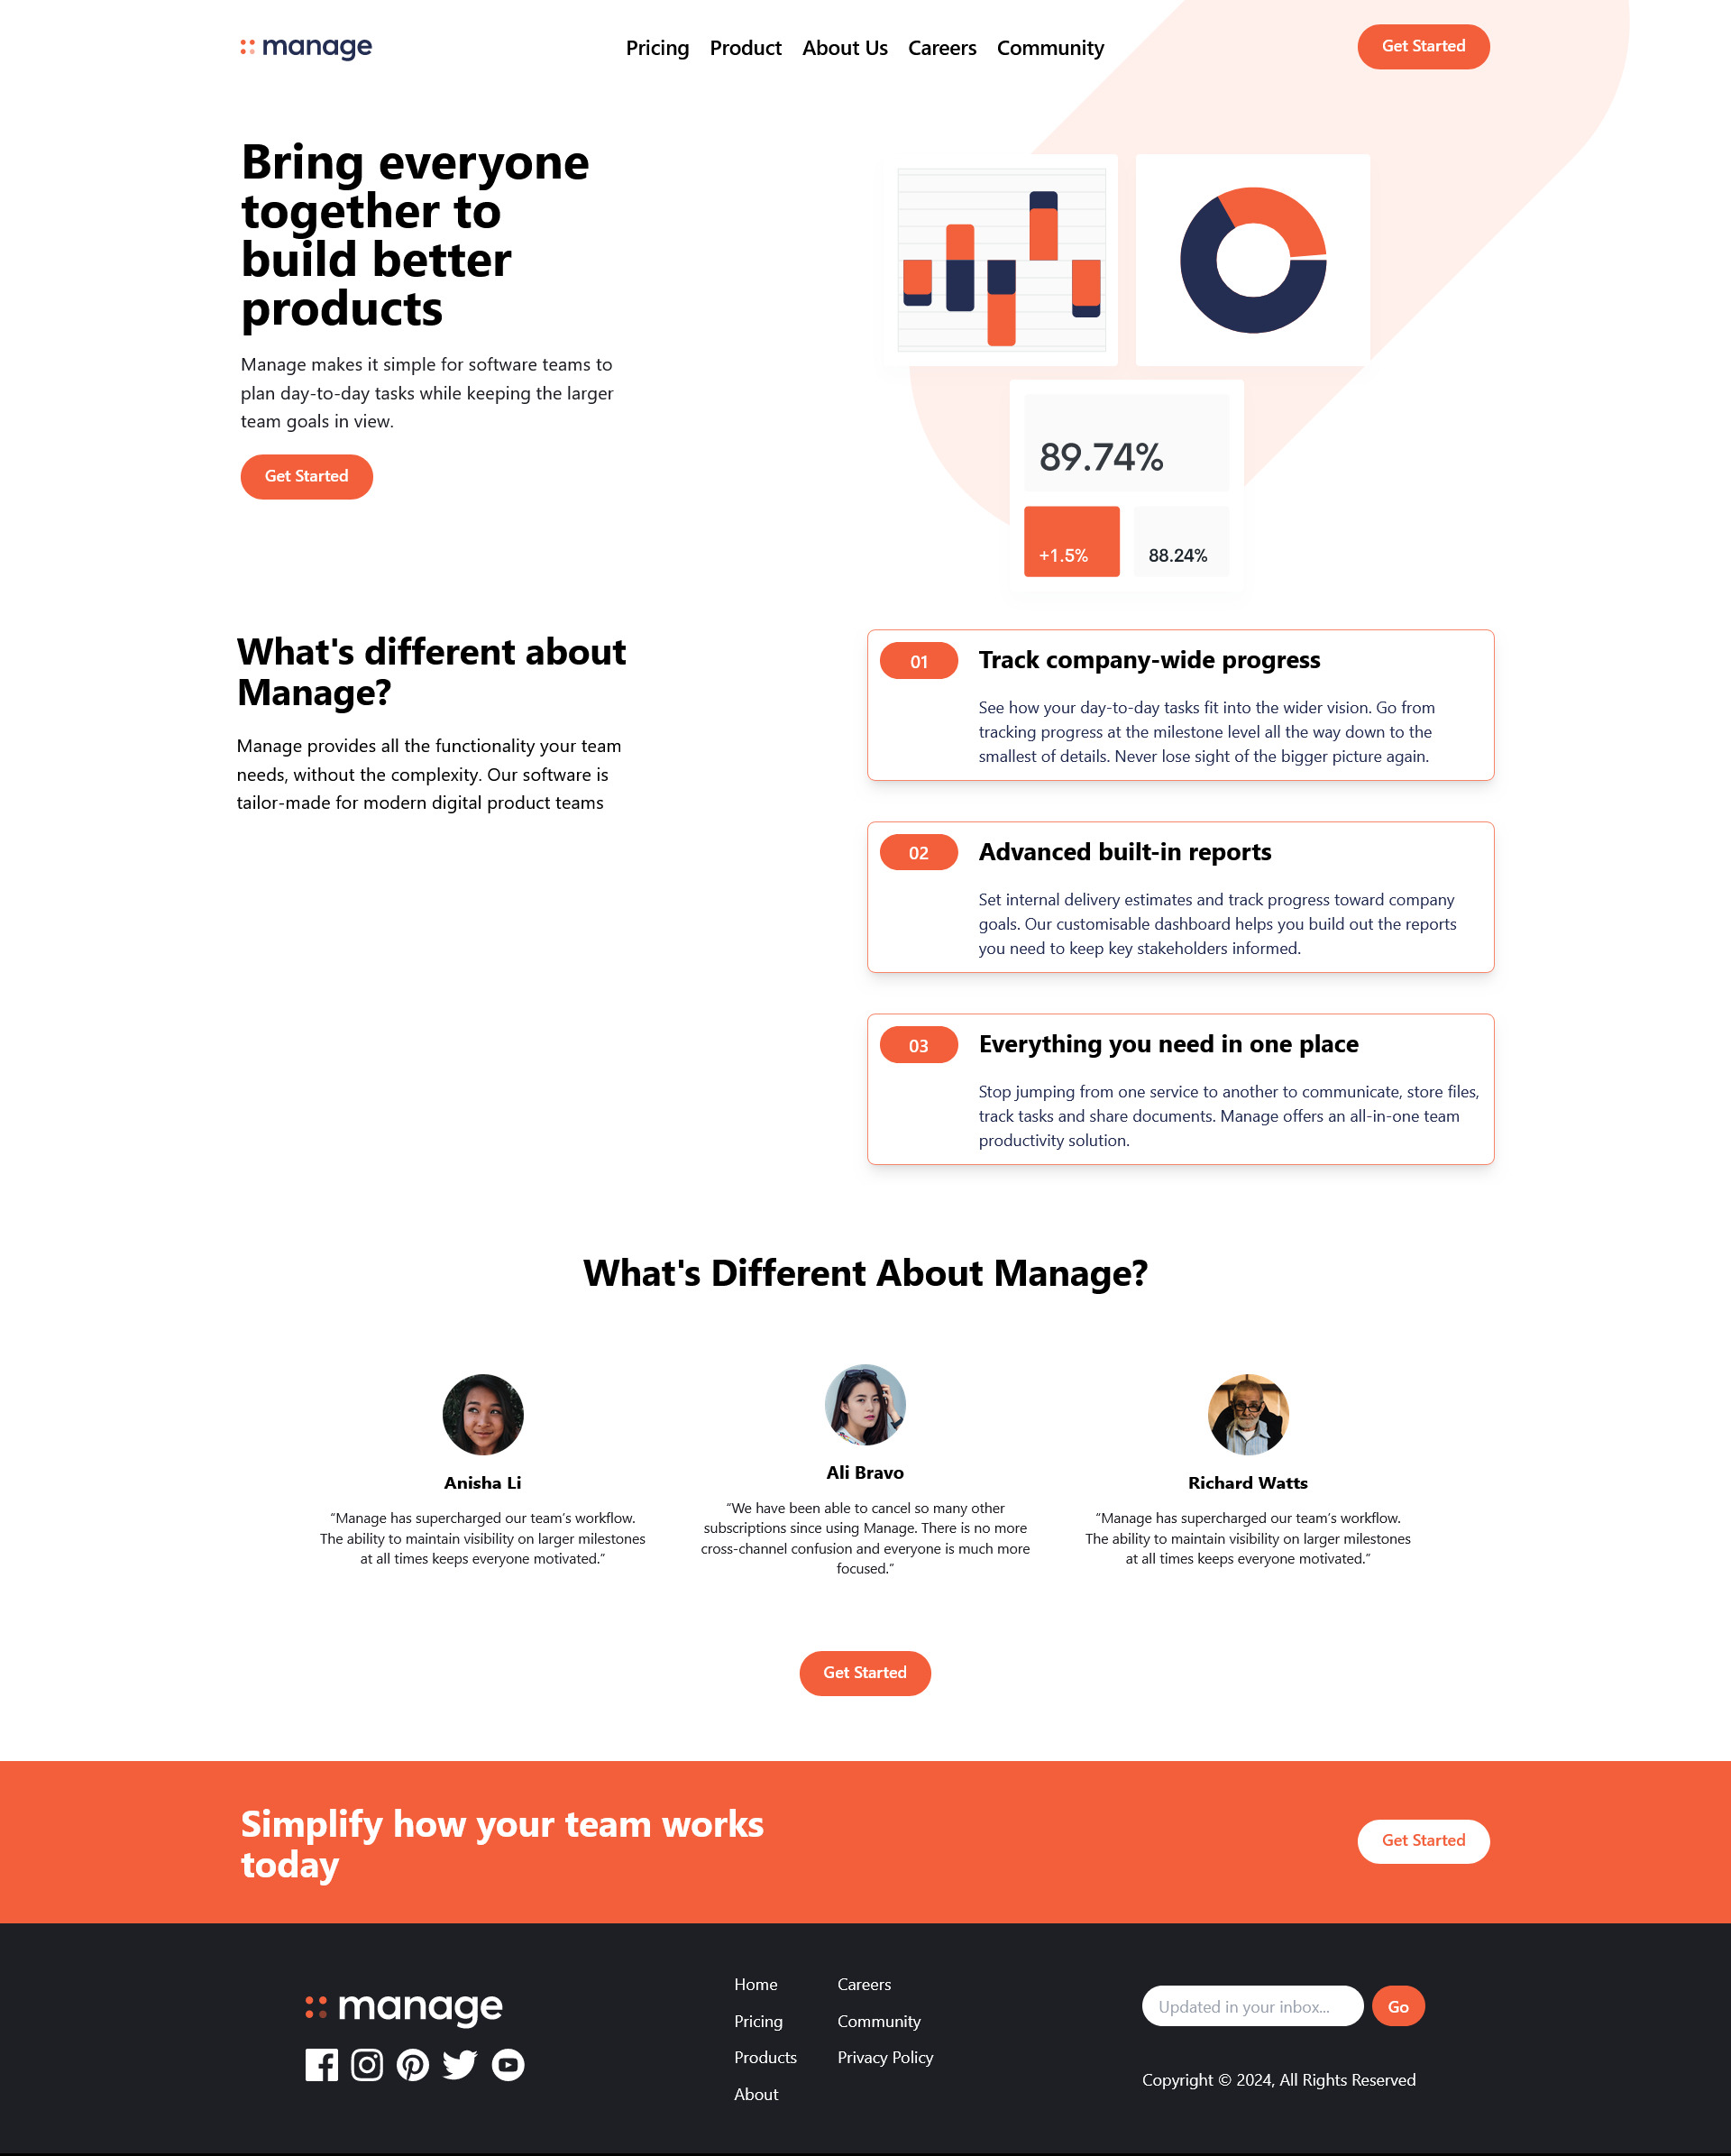 manage
Pricing Product About Us Careers Community
Get Started
Bring everyone
together to
build better
products
Manage makes it simple for software teams to
plan day-to-day tasks while keeping the larger
team goals in view.
Get Started
89.74%
+1.5%
88.24%
What's different about
Manage?
Manage provides all the functionality your team
needs, without the complexity. Our software is
tailor-made for modern digital product teams
01
Track company-wide progress
See how your day-to-day tasks fit into the wider vision. Go from
tracking progress at the milestone level all the way down to the
smallest of details. Never lose sight of the bigger picture again.
02
Advanced built-in reports
Set internal delivery estimates and track progress toward company
goals. Our customisable dashboard helps you build out the reports
you need to keep key stakeholders informed.
03
Everything you need in one place
Stop jumping from one service to another to communicate, store files,
track tasks and share documents. Manage offers an all-in-one team
productivity solution.
What's Different About Manage?
Anisha Li
“Manage has supercharged our team’s workflow.
The ability to maintain visibility on larger milestones
at all times keeps everyone motivated.”
Ali Bravo
“We have been able to cancel so many other
subscriptions since using Manage. There is no more
cross-channel confusion and everyone is much more
focused.”
Richard Watts
“Manage has supercharged our team’s workflow.
The ability to maintain visibility on larger milestones
at all times keeps everyone motivated.”
Get Started
Simplify how your team works
today
Get Started
manage
Home
Pricing
Products
About
Careers
Community
Privacy Policy
Updated in your inbox...
Go
Copyright © 2024, All Rights Reserved